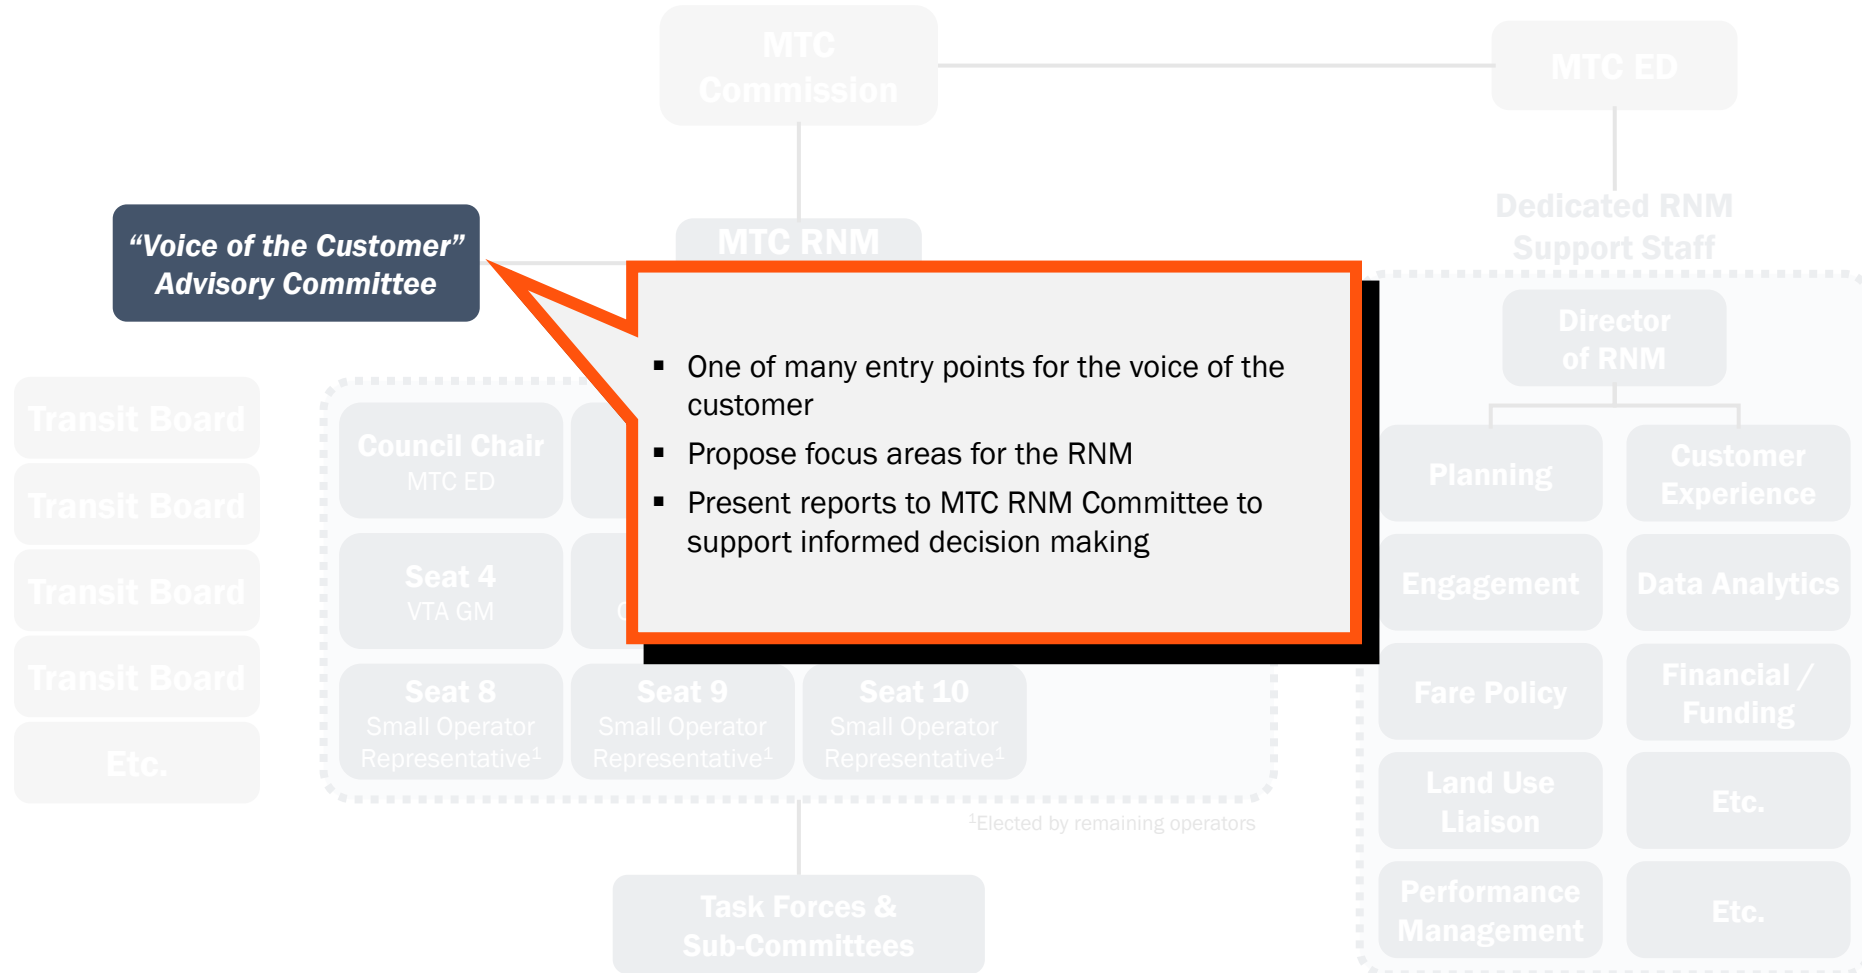 MTC
Commission
MTC ED
Dedicated RNM
Support Staff
“Voice of the Customer”
Advisory Committee
MTC RNM
▪ One of many entry points for the voice of the
customer
▪ Propose focus areas for the RNM
▪ Present reports to MTC RNM Committee to
support informed decision making
Transit Board
Transit Board
Transit Board
Transit Board
Etc.
Council Chair
MTC ED
Seat 4
VTA GM
Seat 8
Small Operator
Representative¹
Seat 9
Small Operator
Representative¹
Seat 10
Small Operator
Representative¹
¹Elected by remaining operators
Task Forces &
Sub-Committees
Director
of RNM
Planning
Customer
Experience
Engagement
Data Analytics
Fare Policy
Financial /
Funding
Land Use
Liaison
Etc.
Performance
Management
Etc.